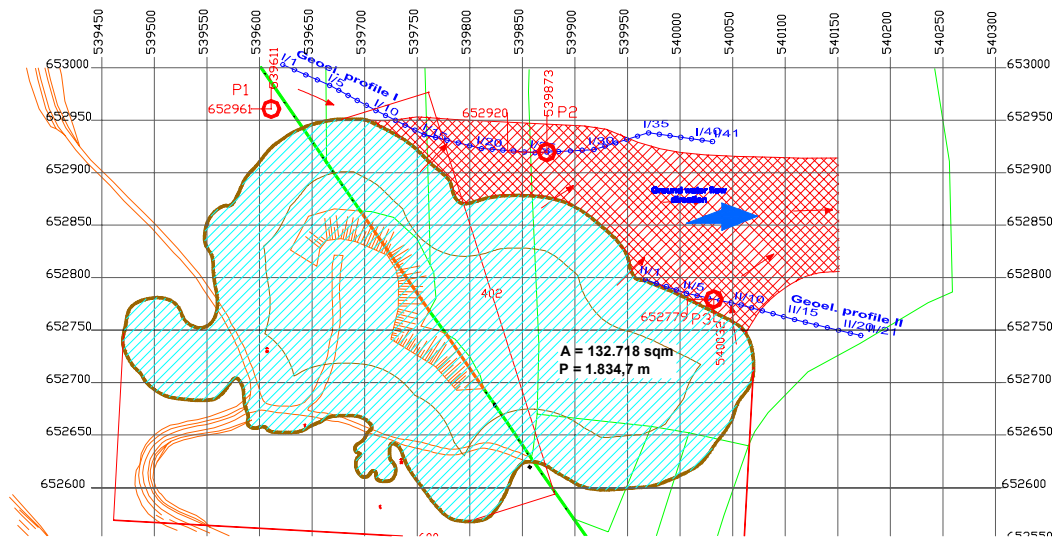 539450
539500
539550
539600
539650
539700
539750
539800
539850
539900
539950
540000
540050
540100
540150
540200
540250
540300
653000
653000
539611
I/1
Geoel. profile I
I/5
P1
652961
I/10
652920
539873
P2
652950
652950
I/15
I/20
I/30
I/35
I/40
I/41
652900
652900
Ground water flow
direction
652850
652850
652800
652800
II/1
II/5
402
II/10
Geoel. profile II
II/15
II/20
II/21
652779
P3
540032
652750
652750
A = 132.718 sqm
P = 1.834,7 m
652700
652700
652650
652650
652600
652600
652550